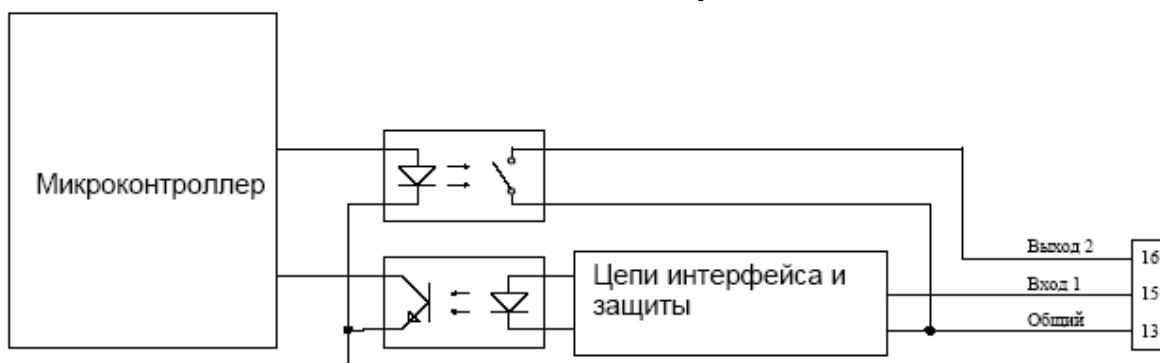 Микроконтроллер
Цепи интерфейса и
защиты
Выход 2
16
Вход 1
15
Общий
13